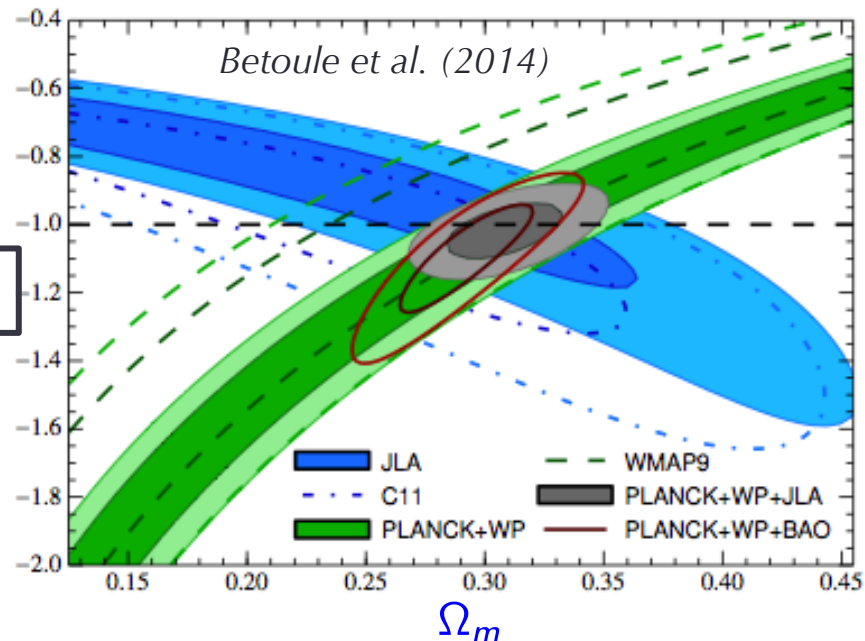 Betoule et al. (2014)
−0.4
−0.6
−0.8
−1.0
−1.2
−1.4
−1.6
−1.8
−2.0
JLA
C11
PLANCK+WP
WMAP9
PLANCK+WP+JLA
PLANCK+WP+BAO
0.15 0.20 0.25 0.30 0.35 0.40 0.45
Ωm